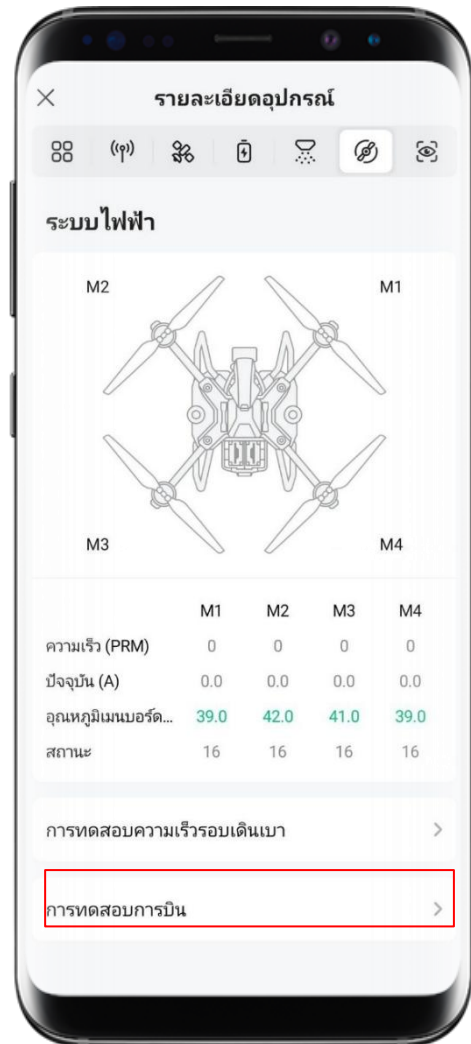 รายละเอียดอุปกรณ์
ระบบไฟฟ้า
M2 M1
M3 M4
M1 M2 M3 M4
ความเร็ว (PRM) 0 0 0 0
ปัจจุบัน (A) 0.0 0.0 0.0 0.0
อุณหภูมิเมนบอร์ด... 39.0 42.0 41.0 39.0
สถานะ 16 16 16 16
การทดสอบความเร็วรอบเดินเบา
การทดสอบการบิน